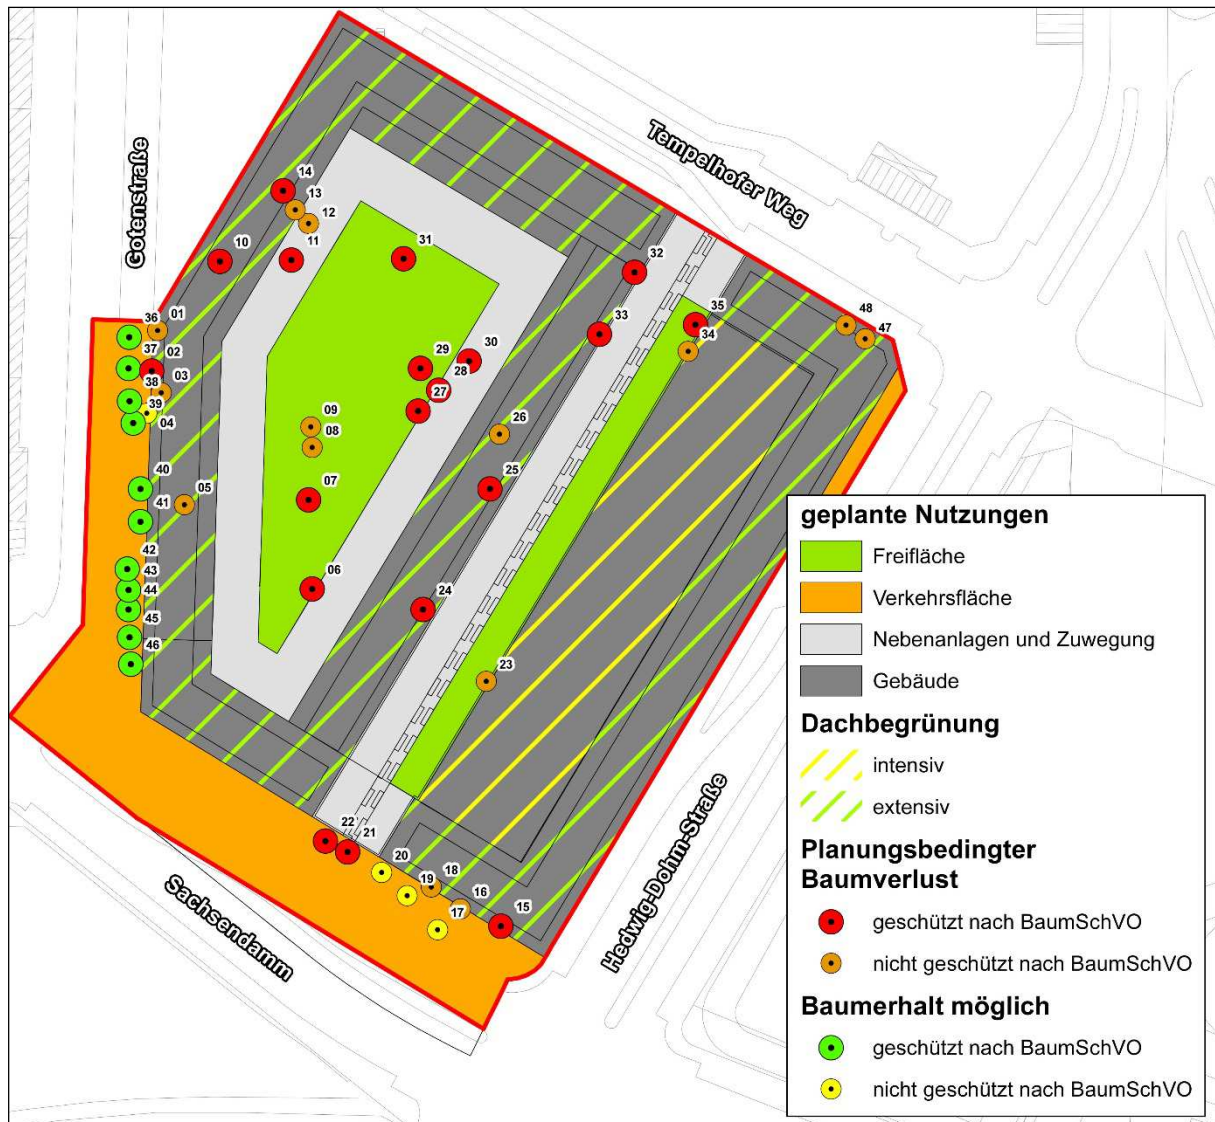 Tempelhofer Weg
Gotenstraße
14
13
12
11
10
31
32
48
47
35
34
33
36
01
37
02
38
03
39
04
30
29
28
27
09
08
26
07
25
40
41
05
42
43
44
45
46
06
24
23
22
21
20
19
18
17
16
15
Sachsendamm
Hedwig-Dohm-Straße
geplante Nutzungen
Freifläche
Verkehrsfläche
Nebenanlagen und Zuwegung
Gebäude
Dachbegrünung
intensiv
extensiv
Planungsbedingter
Baumverlust
geschützt nach BaumSchVO
nicht geschützt nach BaumSchVO
Baumerhalt möglich
geschützt nach BaumSchVO
nicht geschützt nach BaumSchVO